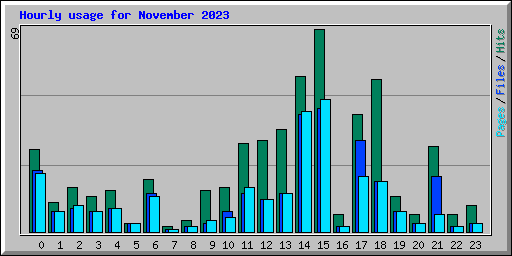 Hourly usage for November 2023
69
Pages / Files / Hits
0 1 2 3 4 5 6 7 8 9 10 11 12 13 14 15 16 17 18 19 20 21 22 23